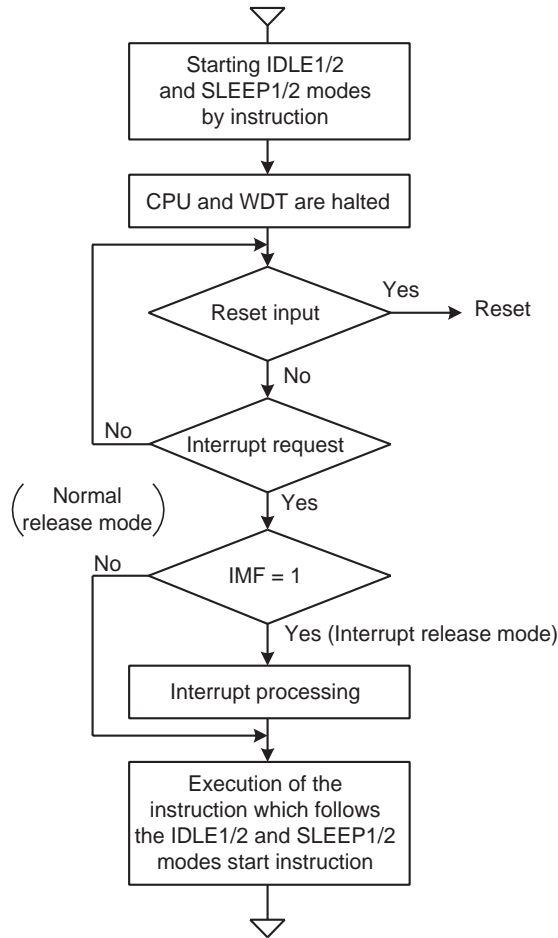 Starting IDLE1/2
and SLEEP1/2 modes
by instruction
CPU and WDT are halted
Reset input
Yes
Reset
No
Interrupt request
No
Yes
(Normal
release mode)
IMF = 1
No
Yes (Interrupt release mode)
Interrupt processing
Execution of the
instruction which follows
the IDLE1/2 and SLEEP1/2
modes start instruction